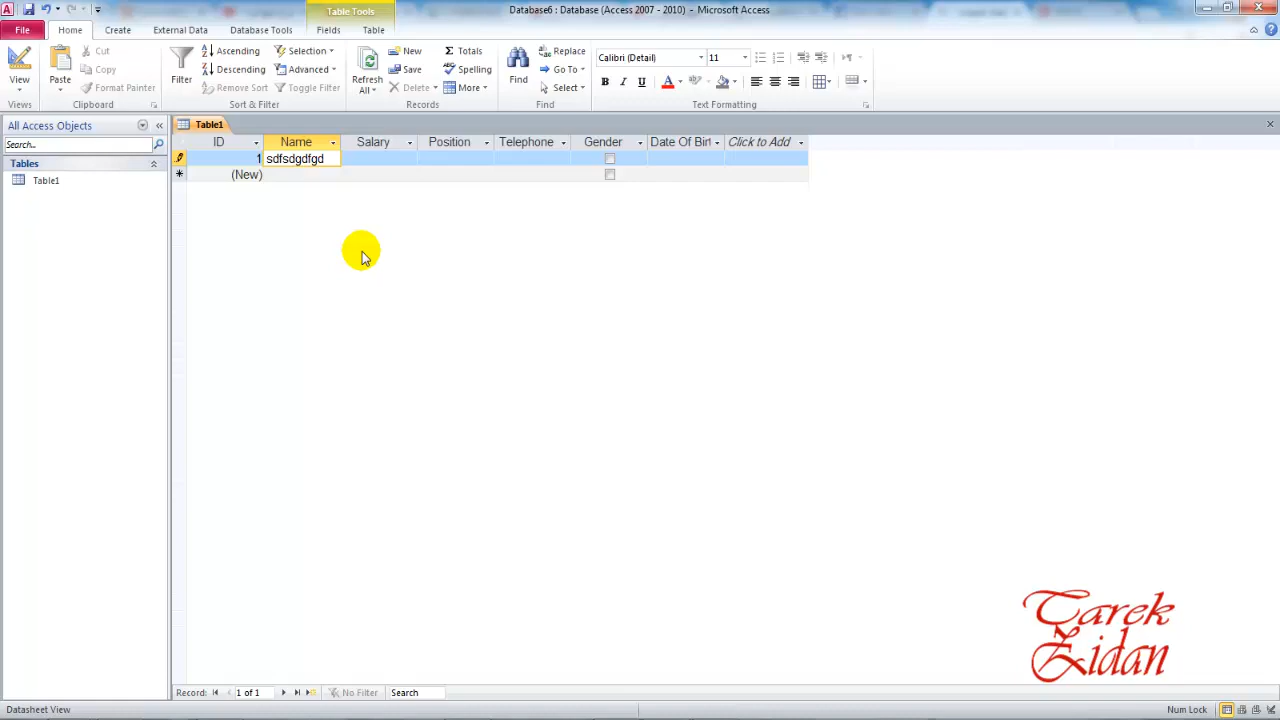 Table Tools
Database6 : Database (Access 2007 - 2010) – Microsoft Access
File Home Create External Data Database Tools Fields Table
View
Views
Paste
Cut
Copy
Format Painter
Clipboard
Filter
Ascending
Descending
Remove Sort
Selection
Advanced
Toggle Filter
Sort & Filter
Refresh All
New
Save
Delete
Totals
Spelling
More
Records
Find
Replace
Go To
Select
Find
Calibri (Detail) 11
B I U A
Text Formatting
All Access Objects
Search...
Tables
Table1
Table1
ID Name Salary Position Telephone Gender Date Of Birt Click to Add
1 sdfsdgdfgd
(New)
Tarek
Zidan
Record: 1 of 1 No Filter Search
Datasheet View Num Lock